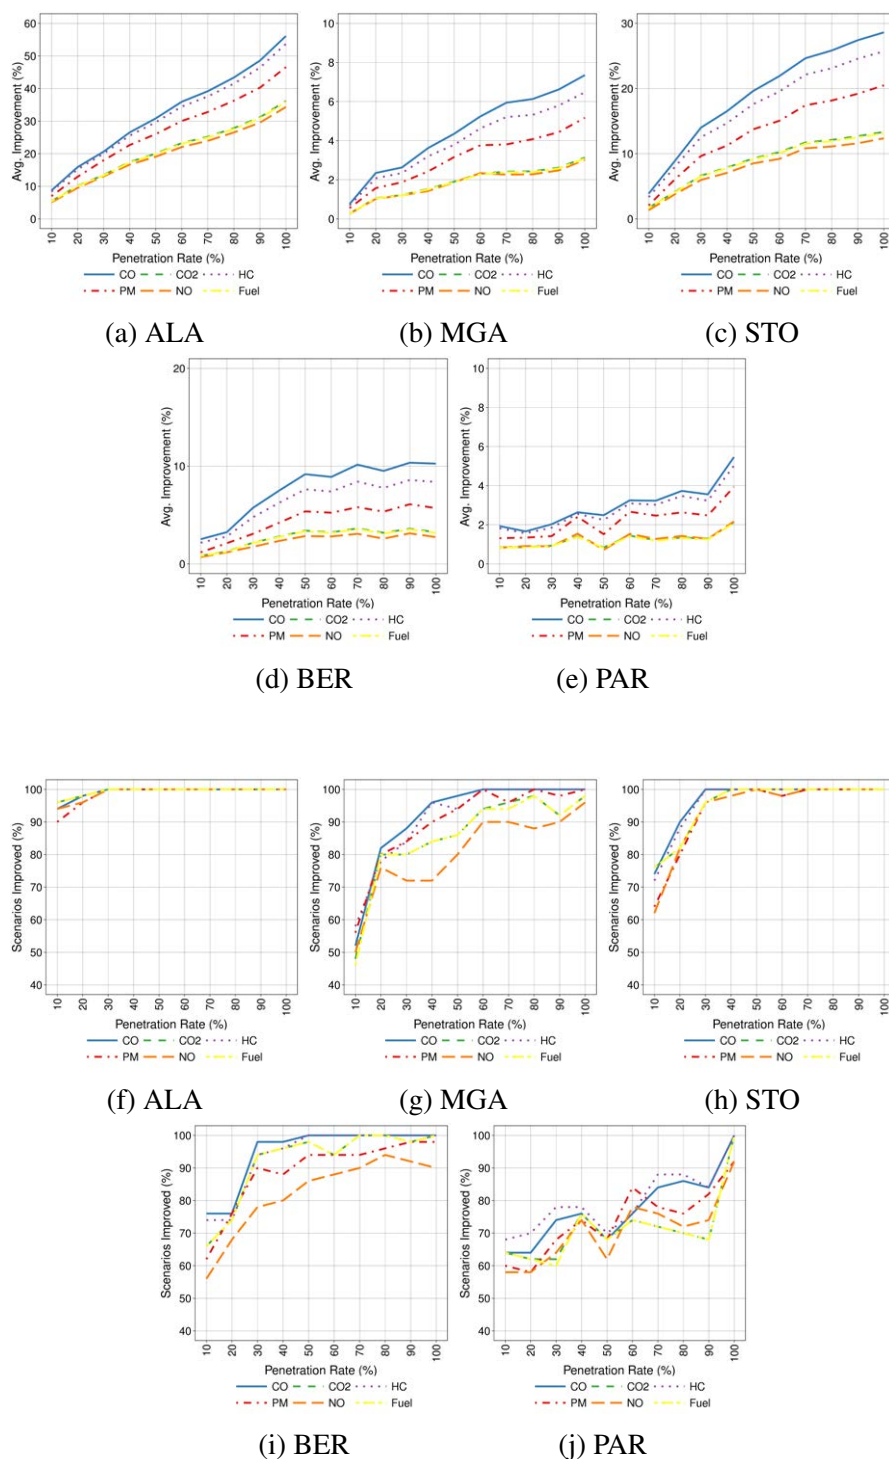 60
50
40
30
20
10
0
Avg. Improvement (%)
10 20 30 40 50 60 70 80 90 100
Penetration Rate (%)
CO CO2 HC
PM NO Fuel
(a) ALA
10
8
6
4
2
0
Avg. Improvement (%)
10 20 30 40 50 60 70 80 90 100
Penetration Rate (%)
CO CO2 HC
PM NO Fuel
(b) MGA
30
20
10
0
Avg. Improvement (%)
10 20 30 40 50 60 70 80 90 100
Penetration Rate (%)
CO CO2 HC
PM NO Fuel
(c) STO
20
10
0
Avg. Improvement (%)
10 20 30 40 50 60 70 80 90 100
Penetration Rate (%)
CO CO2 HC
PM NO Fuel
(d) BER
10
8
6
4
2
0
Avg. Improvement (%)
10 20 30 40 50 60 70 80 90 100
Penetration Rate (%)
CO CO2 HC
PM NO Fuel
(e) PAR
100
90
80
70
60
50
40
Scenarios Improved (%)
10 20 30 40 50 60 70 80 90 100
Penetration Rate (%)
CO CO2 HC
PM NO Fuel
(f) ALA
100
90
80
70
60
50
40
Scenarios Improved (%)
10 20 30 40 50 60 70 80 90 100
Penetration Rate (%)
CO CO2 HC
PM NO Fuel
(g) MGA
100
90
80
70
60
50
40
Scenarios Improved (%)
10 20 30 40 50 60 70 80 90 100
Penetration Rate (%)
CO CO2 HC
PM NO Fuel
(h) STO
100
90
80
70
60
50
40
Scenarios Improved (%)
10 20 30 40 50 60 70 80 90 100
Penetration Rate (%)
CO CO2 HC
PM NO Fuel
(i) BER
100
90
80
70
60
50
40
Scenarios Improved (%)
10 20 30 40 50 60 70 80 90 100
Penetration Rate (%)
CO CO2 HC
PM NO Fuel
(j) PAR